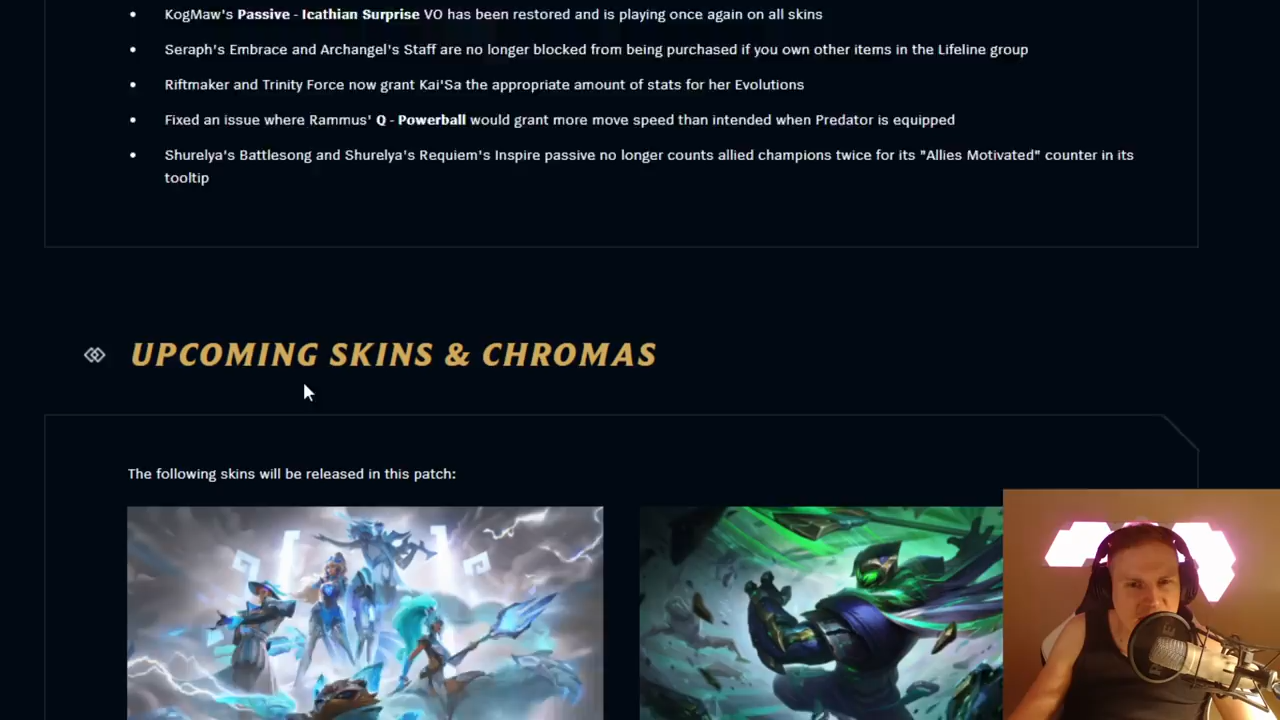 KogMaw's Passive - Icathian Surprise VO has been restored and is playing once again on all skins
Seraph's Embrace and Archangel's Staff are no longer blocked from being purchased if you own other items in the Lifeline group
Riftmaker and Trinity Force now grant Kai'Sa the appropriate amount of stats for her Evolutions
Fixed an issue where Rammus' Q - Powerball would grant more move speed than intended when Predator is equipped
Shurelya's Battlesong and Shurelya's Requiem's Inspire passive no longer counts allied champions twice for its "Allies Motivated" counter in its
tooltip
UPCOMING SKINS & CHROMAS
The following skins will be released in this patch: